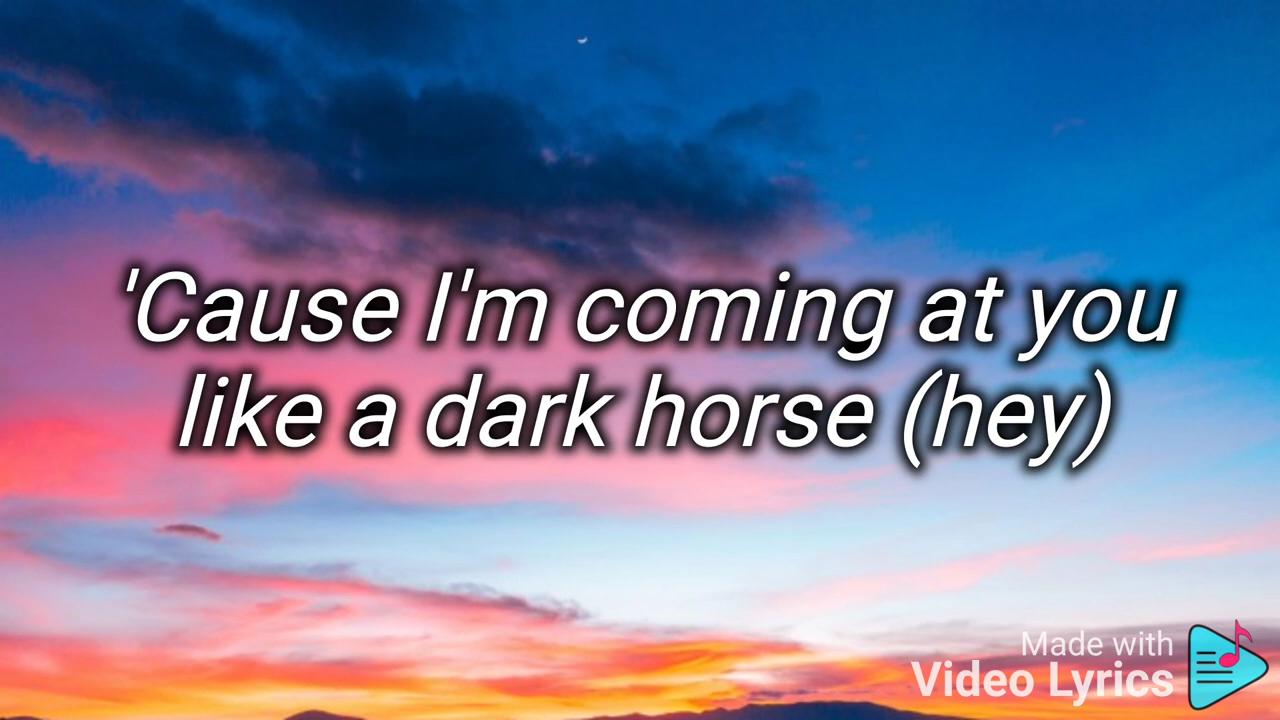 'Cause I'm coming at you
like a dark horse (hey)
Made with
Video Lyrics